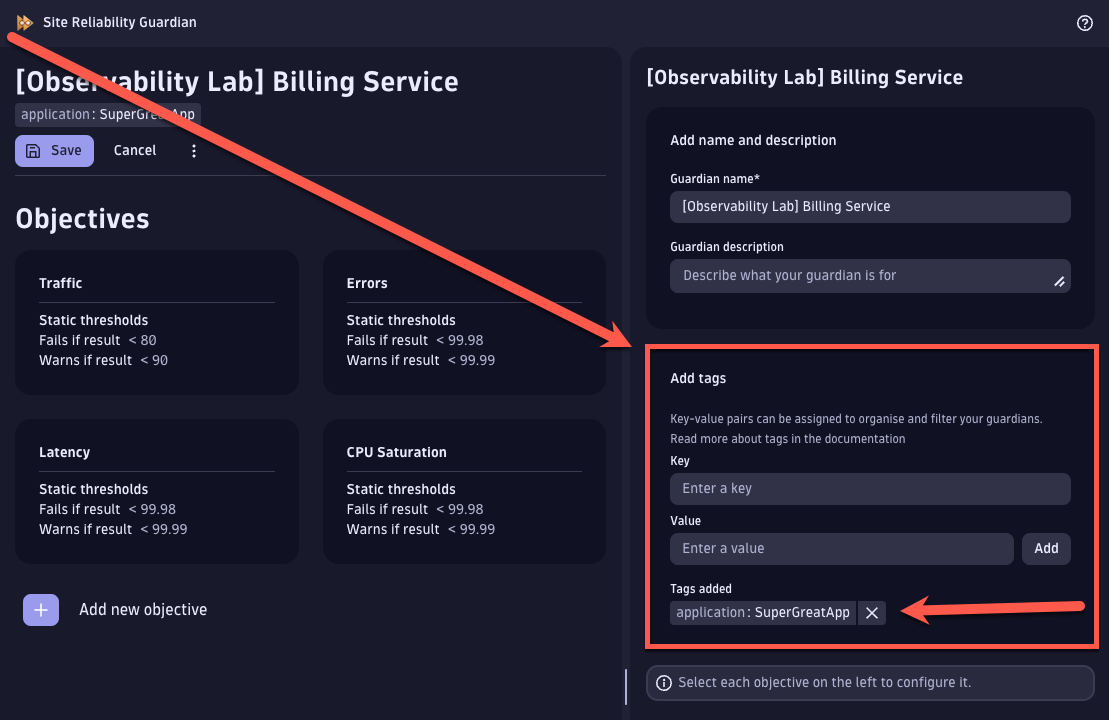 Site Reliability Guardian
[Observability Lab] Billing Service
application: SuperGreatApp
Save
Cancel
Objectives
Traffic
Static thresholds
Fails if result < 80
Warns if result < 90
Errors
Static thresholds
Fails if result < 99.98
Warns if result < 99.99
Latency
Static thresholds
Fails if result < 99.98
Warns if result < 99.99
CPU Saturation
Static thresholds
Fails if result < 99.98
Warns if result < 99.99
Add new objective
[Observability Lab] Billing Service
Add name and description
Guardian name*
[Observability Lab] Billing Service
Guardian description
Describe what your guardian is for
Add tags
Key-value pairs can be assigned to organise and filter your guardians.
Read more about tags in the documentation
Key
Enter a key
Value
Enter a value
Add
Tags added
application: SuperGreatApp
Select each objective on the left to configure it.